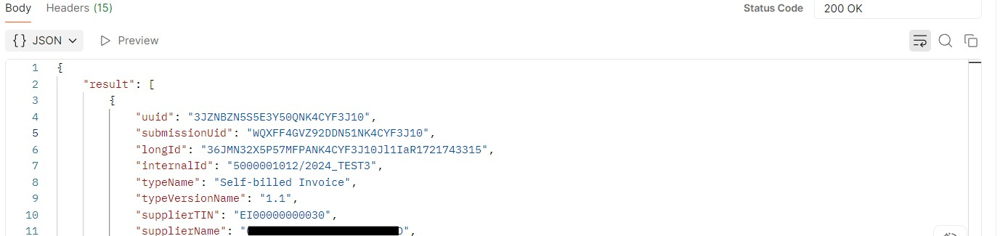 Body Headers (15) Status Code 200 OK
{} JSON Preview
1 {
2 "result": [
3 {
4 "uuid": "3JZNBZN5S5E3Y50QNK4CYF3J10",
5 "submissionUid": "WQXFF4GVZ92DDN51NK4CYF3J10",
6 "longId": "36JMN32X5P57MFPANK4CYF3J10Jl1IaR1721743315",
7 "internalId": "5000001012/2024_TEST3",
8 "typeName": "Self-billed Invoice",
9 "typeVersionName": "1.1",
10 "supplierTIN": "EI00000000030",
11 "supplierName": "